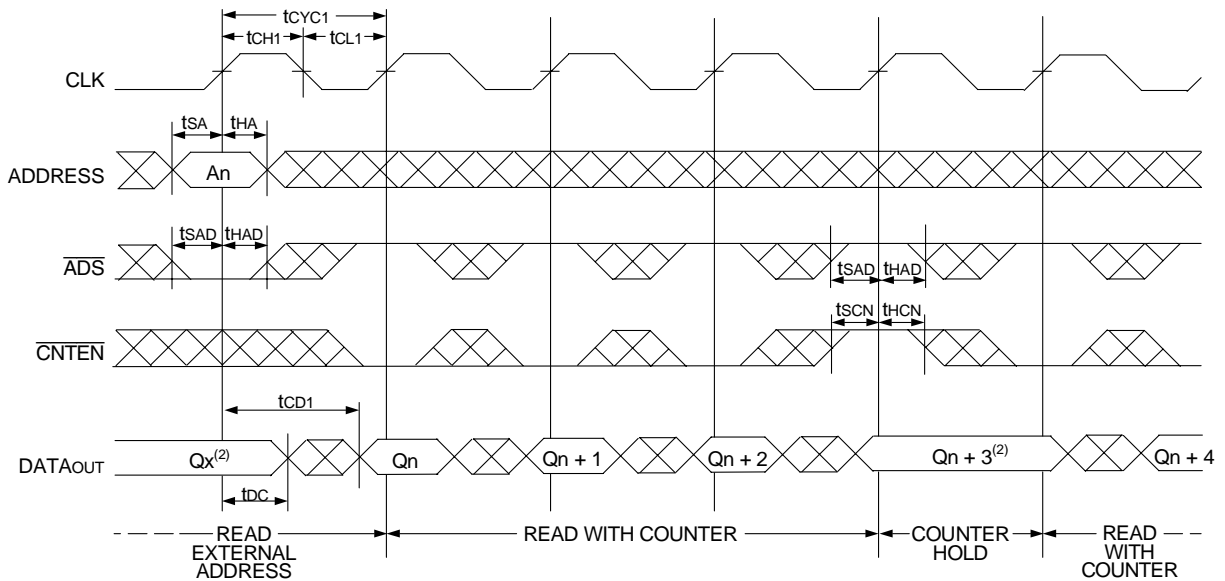 tCYC1
tCH1 tCL1
CLK
tSA tHA
ADDRESS An
tSAD tHAD
ADS
tSAD tHAD
tSCN tHCN
CNTEN
tCD1
DATAOUT Qx(2) Qn Qn + 1 Qn + 2 Qn + 3(2) Qn + 4
tDC
READ EXTERNAL ADDRESS
READ WITH COUNTER
COUNTER HOLD
READ WITH COUNTER